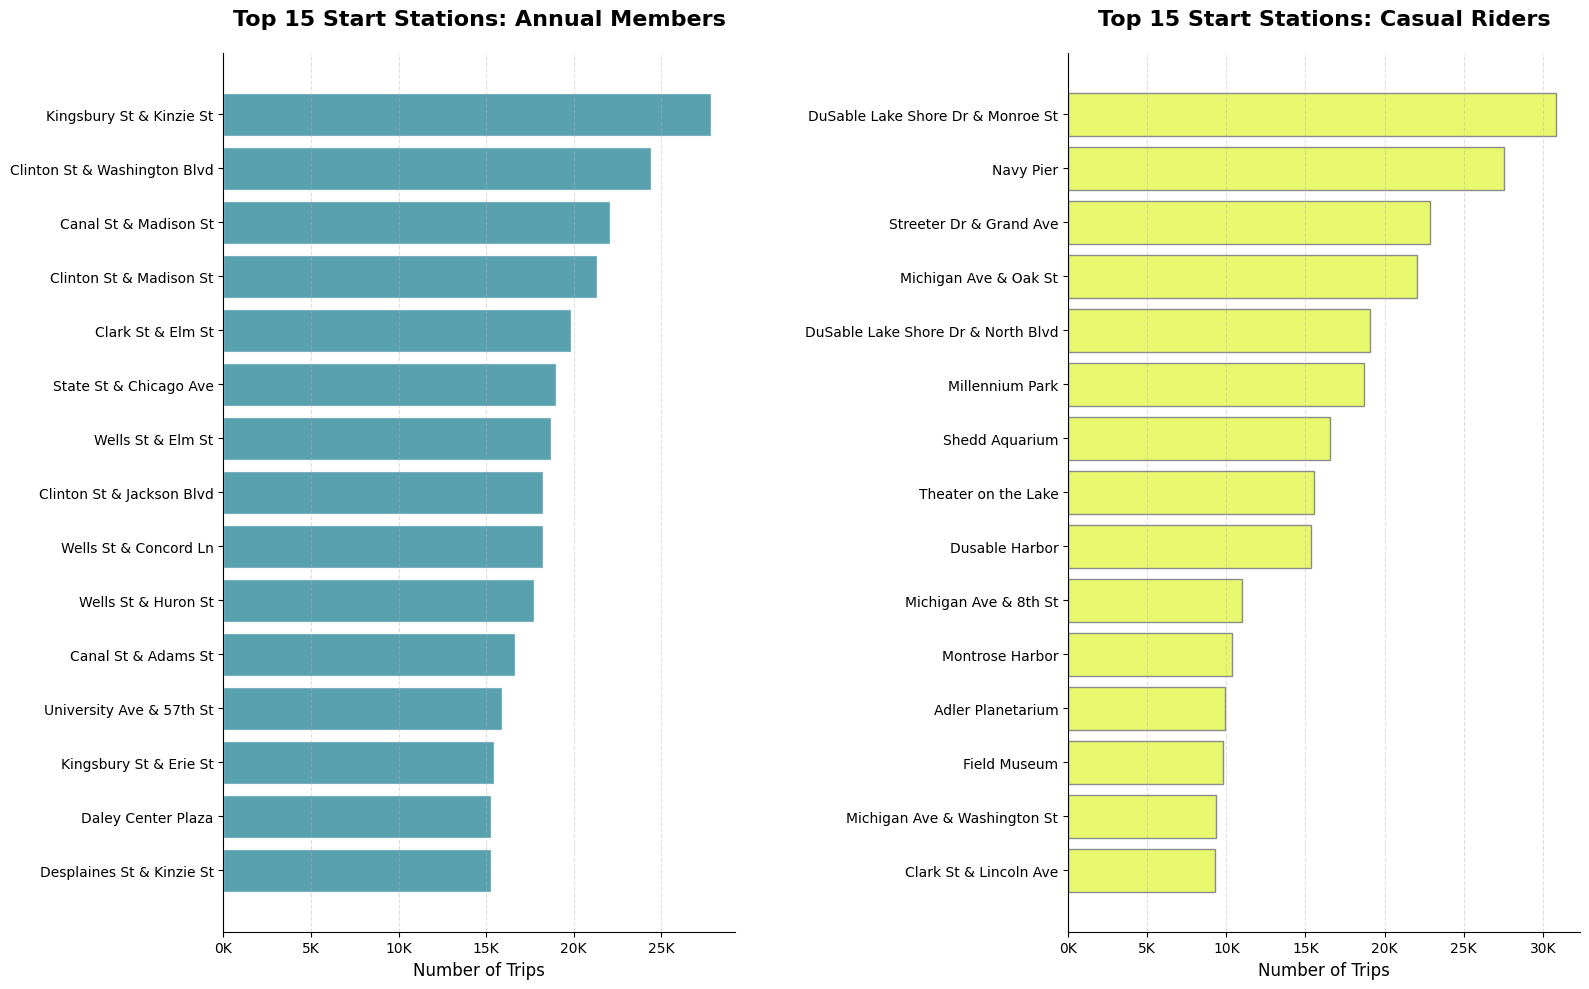 Top 15 Start Stations: Annual Members
Kingsbury St & Kinzie St
Clinton St & Washington Blvd
Canal St & Madison St
Clinton St & Madison St
Clark St & Elm St
State St & Chicago Ave
Wells St & Elm St
Clinton St & Jackson Blvd
Wells St & Concord Ln
Wells St & Huron St
Canal St & Adams St
University Ave & 57th St
Kingsbury St & Erie St
Daley Center Plaza
Desplaines St & Kinzie St
0K 5K 10K 15K 20K 25K
Number of Trips
Top 15 Start Stations: Casual Riders
DuSable Lake Shore Dr & Monroe St
Navy Pier
Streeter Dr & Grand Ave
Michigan Ave & Oak St
DuSable Lake Shore Dr & North Blvd
Millennium Park
Shedd Aquarium
Theater on the Lake
Dusable Harbor
Michigan Ave & 8th St
Montrose Harbor
Adler Planetarium
Field Museum
Michigan Ave & Washington St
Clark St & Lincoln Ave
0K 5K 10K 15K 20K 25K 30K
Number of Trips